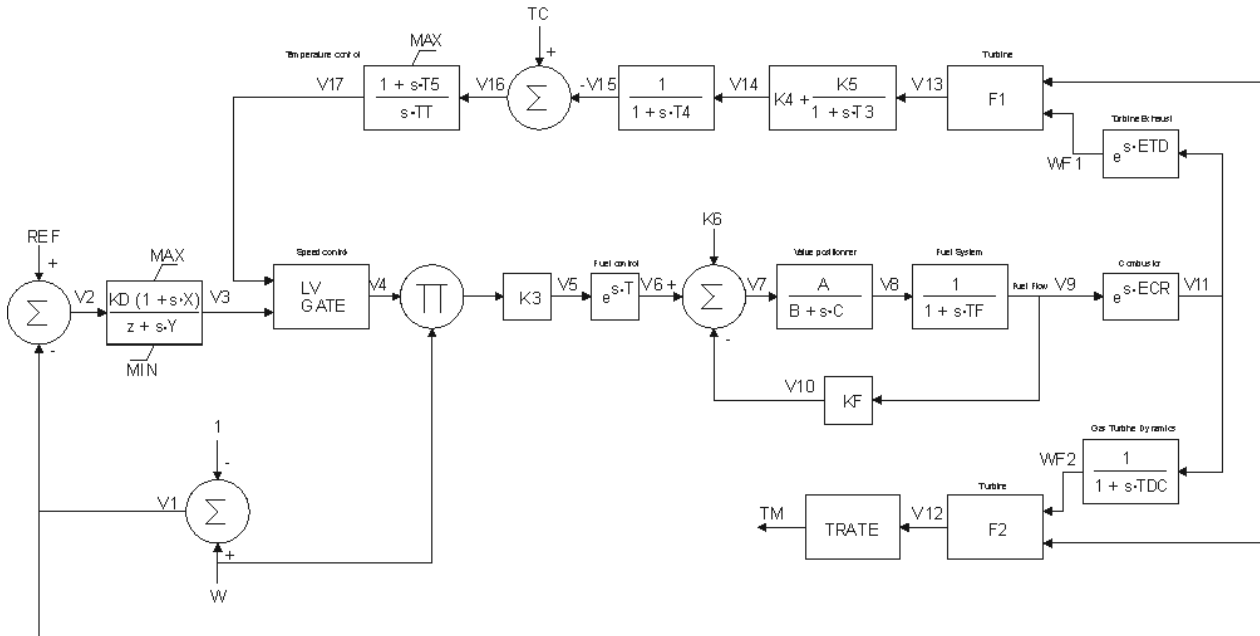 TC
+
Temperature control
MAX
V17
1 + s·T5
s·TT
V16
Σ
-V15
1
1 + s·T4
V14
K4 + K5
1 + s·T3
V13
Turbine
F1
Turbine Exhaust
e s·ETD
WF1
REF
+
Σ
-
V2
MAX
KD (1 + s·X)
z + s·Y
MIN
V3
Speed control
LV
GATE
V4
Π
K3
V5
Fuel control
e s·T
V6 +
K6
Σ
-
V7
Value positionner
A
B + s·C
V8
Fuel System
1
1 + s·TF
Fuel Flow
V9
Combustor
e s·ECR
V11
V10
KF
1
-
V1
Σ
+
W
Gas Turbine Dynamics
1
1 + s·TDC
WF2
Turbine
F2
V12
TRATE
TM